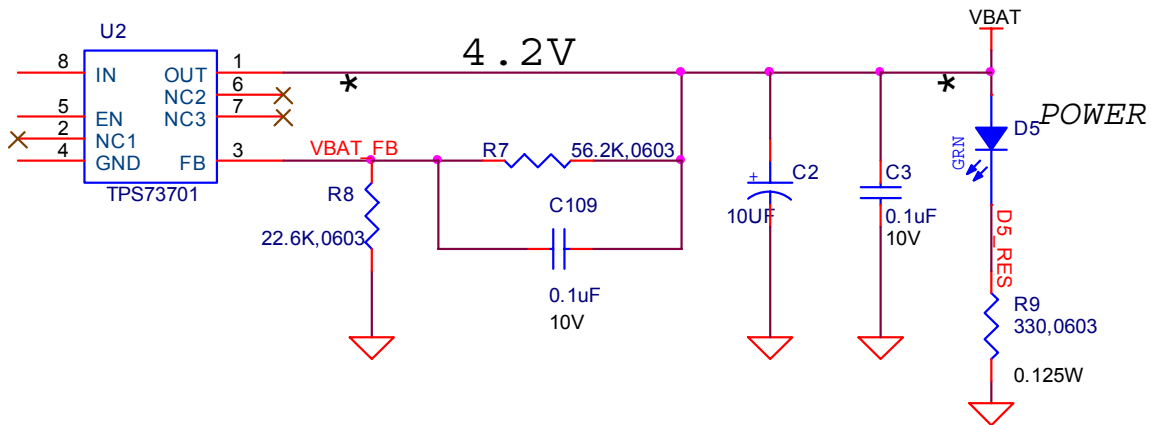 VBAT
U2
4.2V
8
IN
OUT
1
*
*
NC2
6
5
EN
NC3
7
2
NC1
4
GND
FB
3
TPS73701
VBAT_FB
R7
56.2K,0603
R8
22.6K,0603
C109
0.1uF
10V
+
C2
10UF
C3
0.1uF
10V
D5
POWER
GRN
D5_RES
R9
330,0603
0.125W